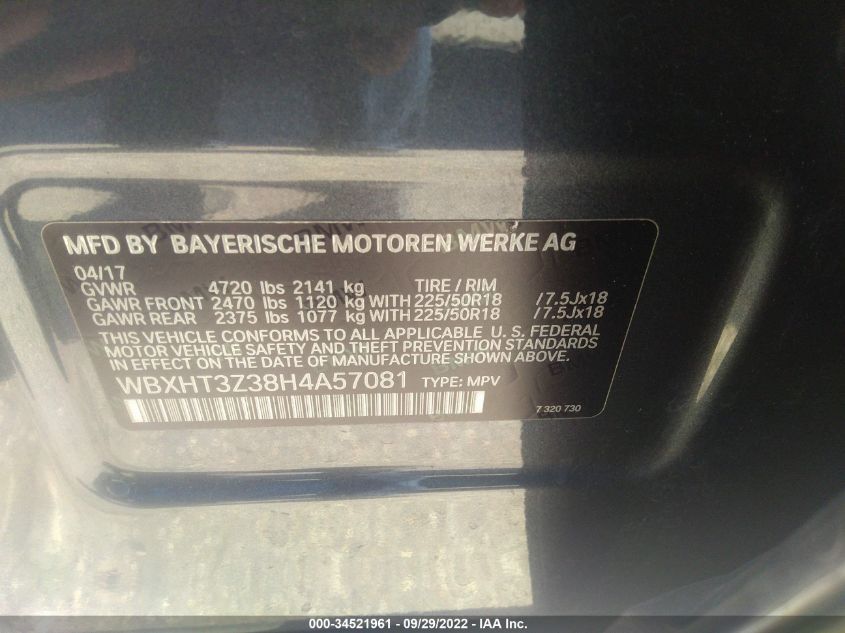 MFD BY BAYERISCHE MOTOREN WERKE AG
04/17
GVWR 4720 lbs 2141 kg TIRE / RIM
GAWR FRONT 2470 lbs 1120 kg WITH 225/50R18 /7.5Jx18
GAWR REAR 2375 lbs 1077 kg WITH 225/50R18 /7.5Jx18
THIS VEHICLE CONFORMS TO ALL APPLICABLE U. S. FEDERAL
MOTOR VEHICLE SAFETY AND THEFT PREVENTION STANDARDS
IN EFFECT ON THE DATE OF MANUFACTURE SHOWN ABOVE.
WBXHT3Z38H4A57081 TYPE: MPV
7 320 730
000-34521961 - 09/29/2022 - IAA Inc.